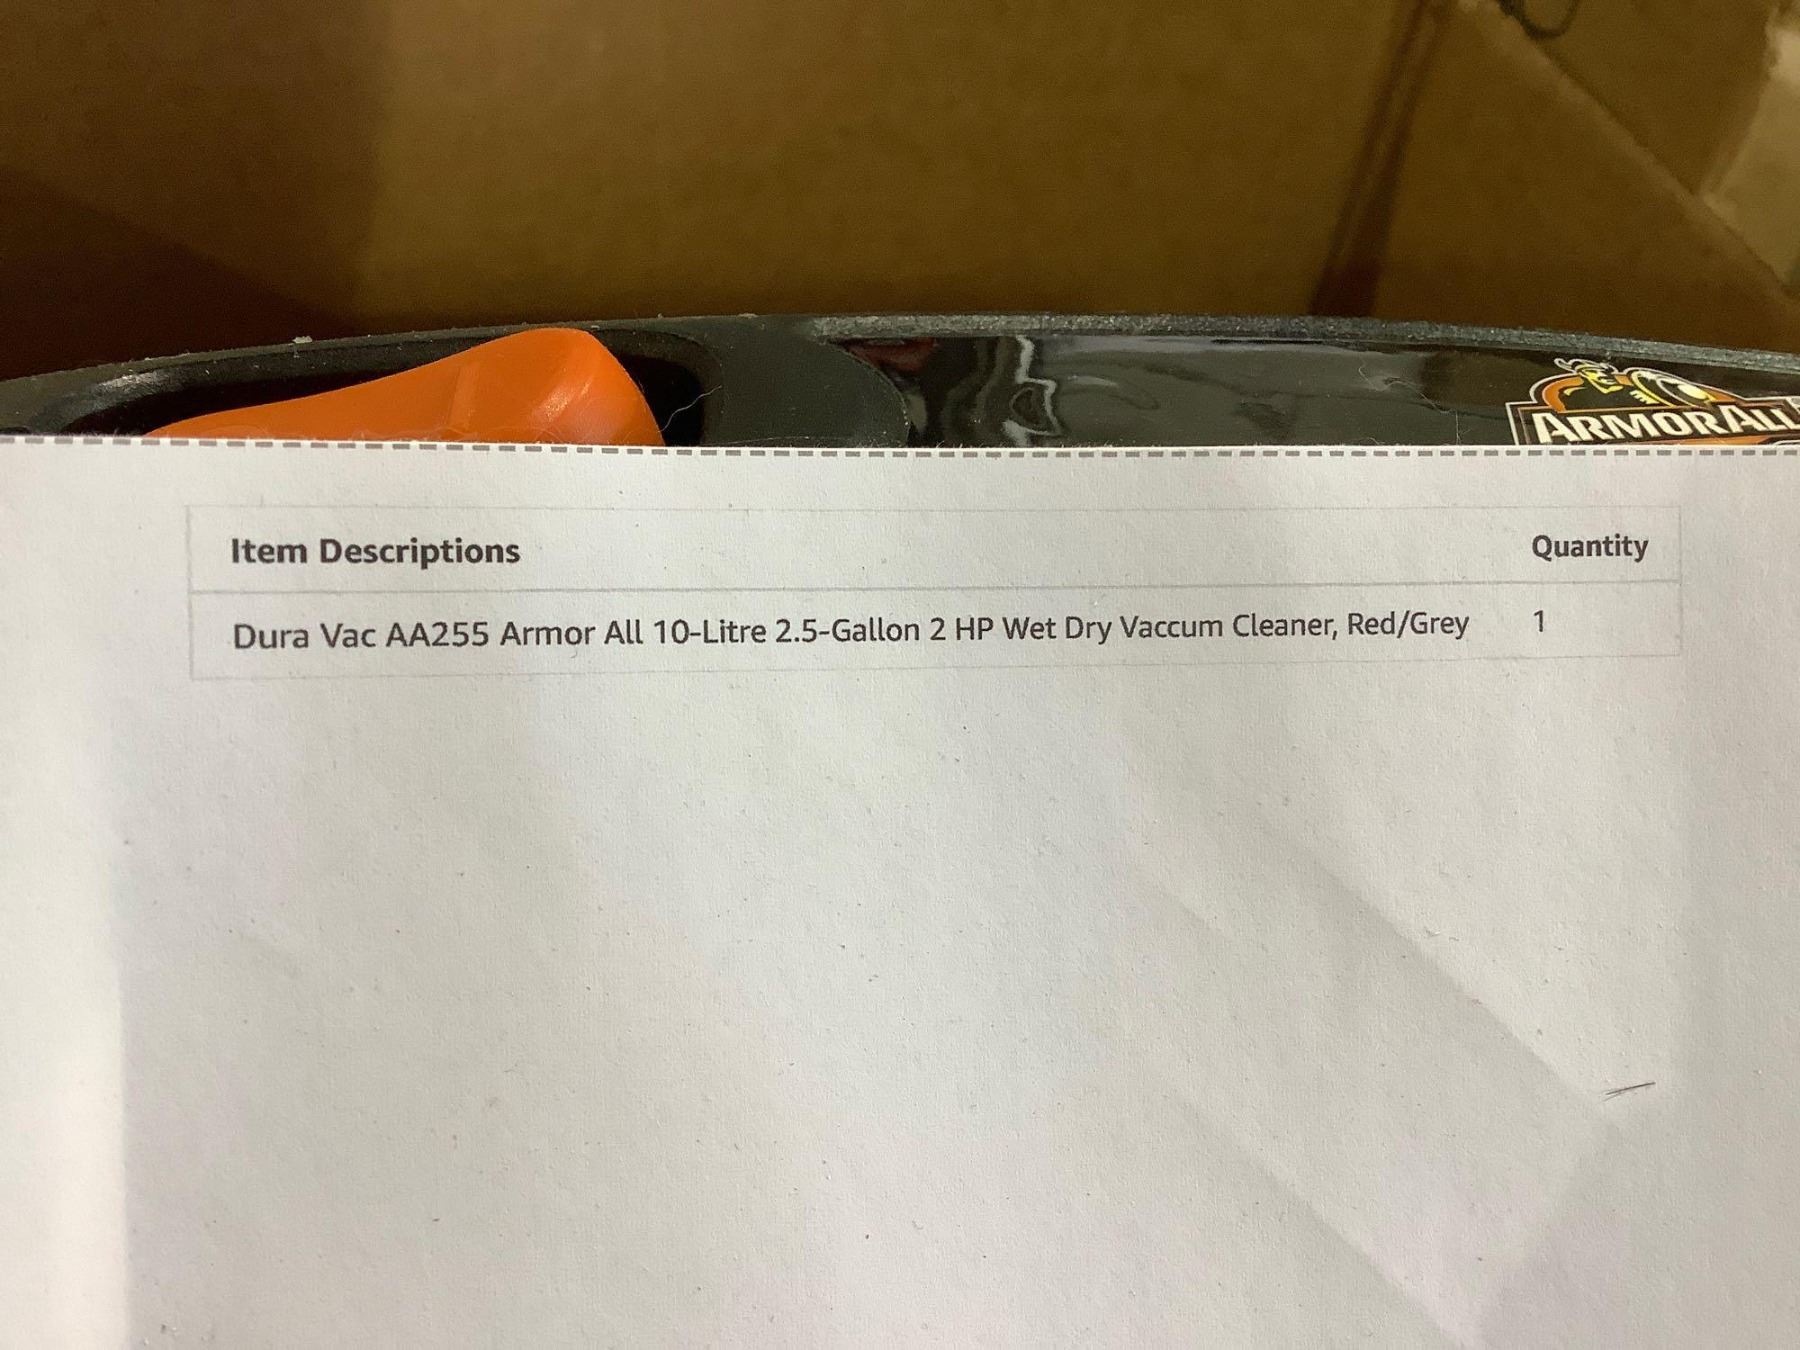 ARMORALL
Item Descriptions Quantity
Dura Vac AA255 Armor All 10-Litre 2.5-Gallon 2 HP Wet Dry Vaccum Cleaner, Red/Grey 1